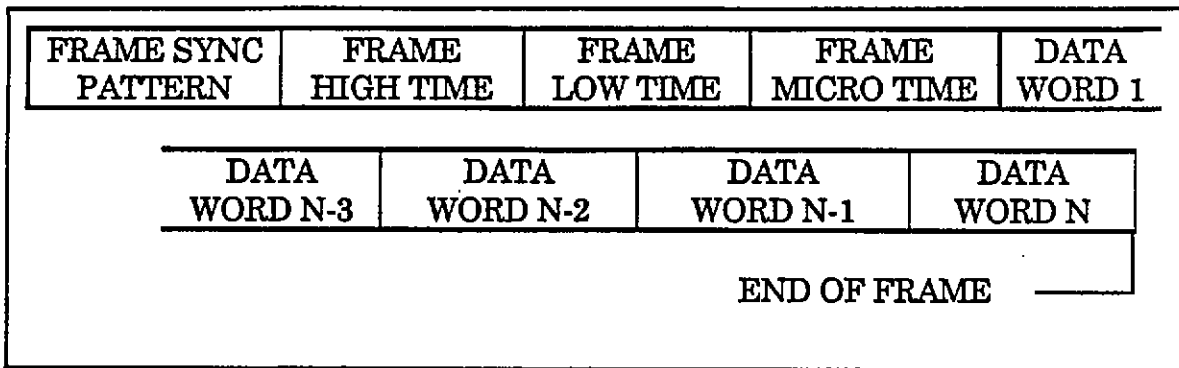 FRAME SYNC PATTERN
FRAME HIGH TIME
FRAME LOW TIME
FRAME MICRO TIME
DATA WORD 1
DATA WORD N-3
DATA WORD N-2
DATA WORD N-1
DATA WORD N
END OF FRAME